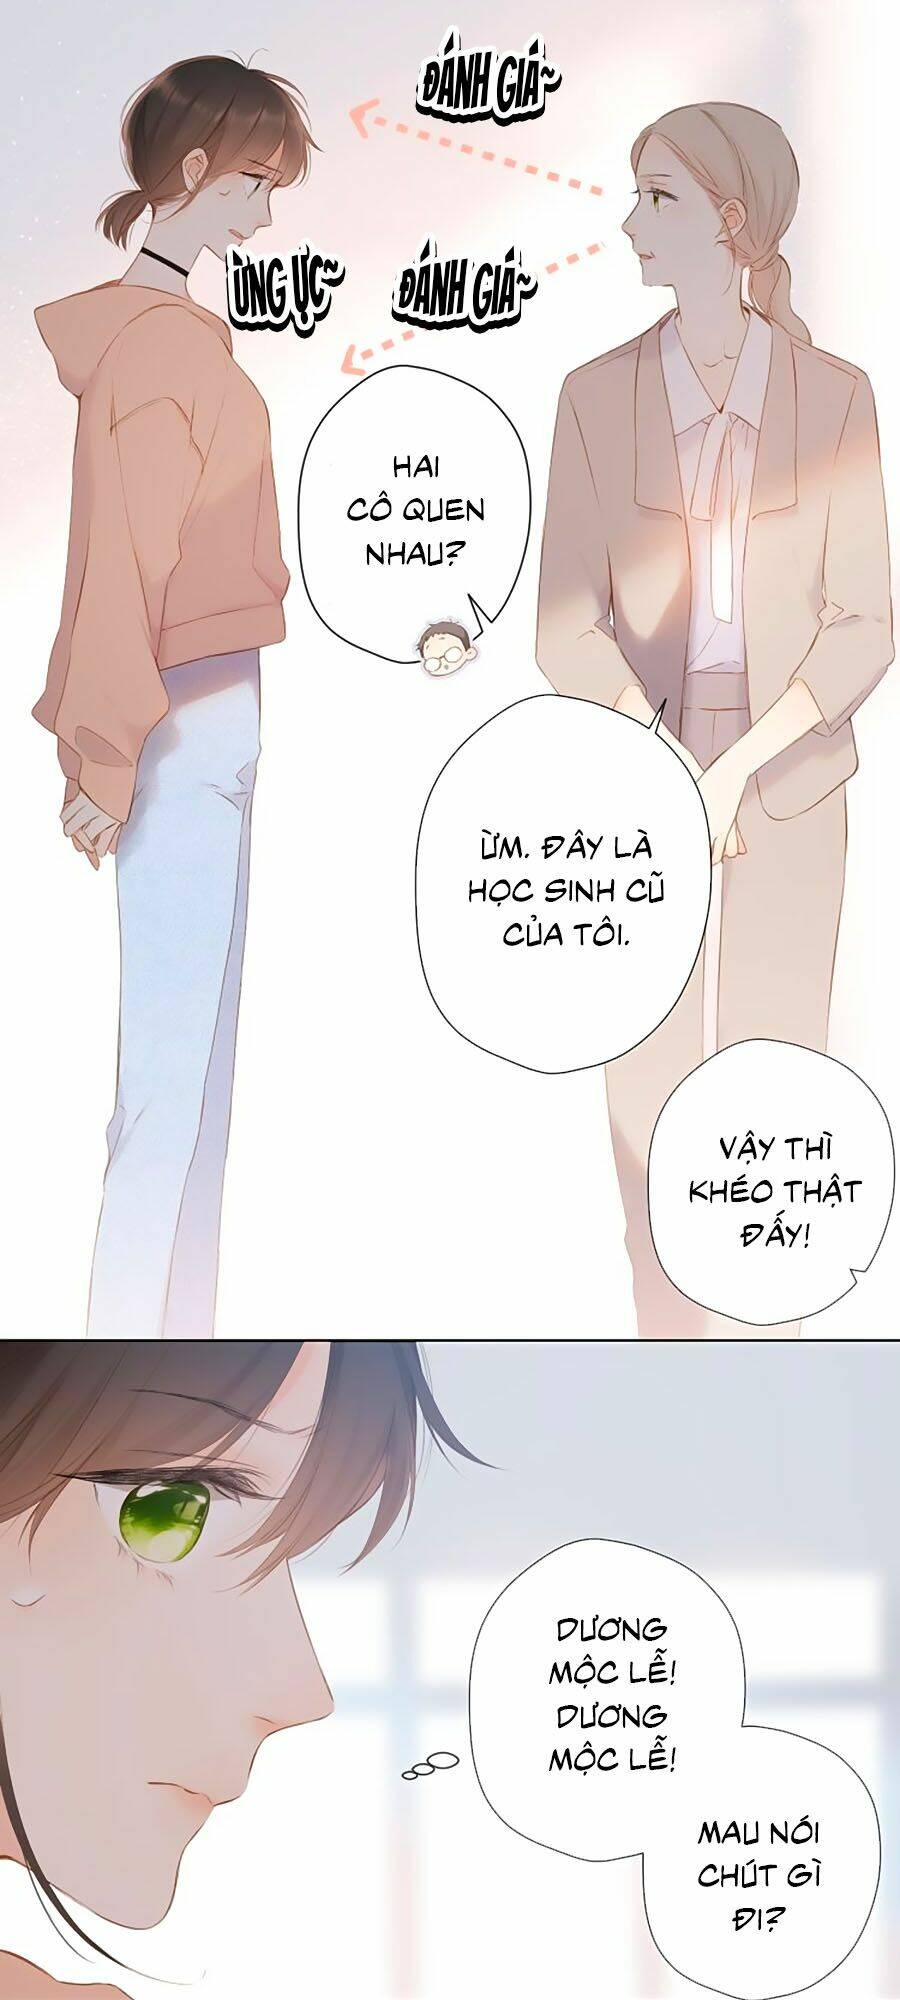 ĐÁNH GIÁ~
ỪNG ỰC~
ĐÁNH GIÁ~
HAI
CÔ QUEN
NHAU?
ỪM. ĐÂY LÀ
HỌC SINH CŨ
CỦA TÔI.
VẬY THÌ
KHÉO THẬT
ĐẤY!
DƯƠNG
MỘC LỄ!
DƯƠNG
MỘC LỄ!
MAU NÓI
CHÚT GÌ
ĐI?